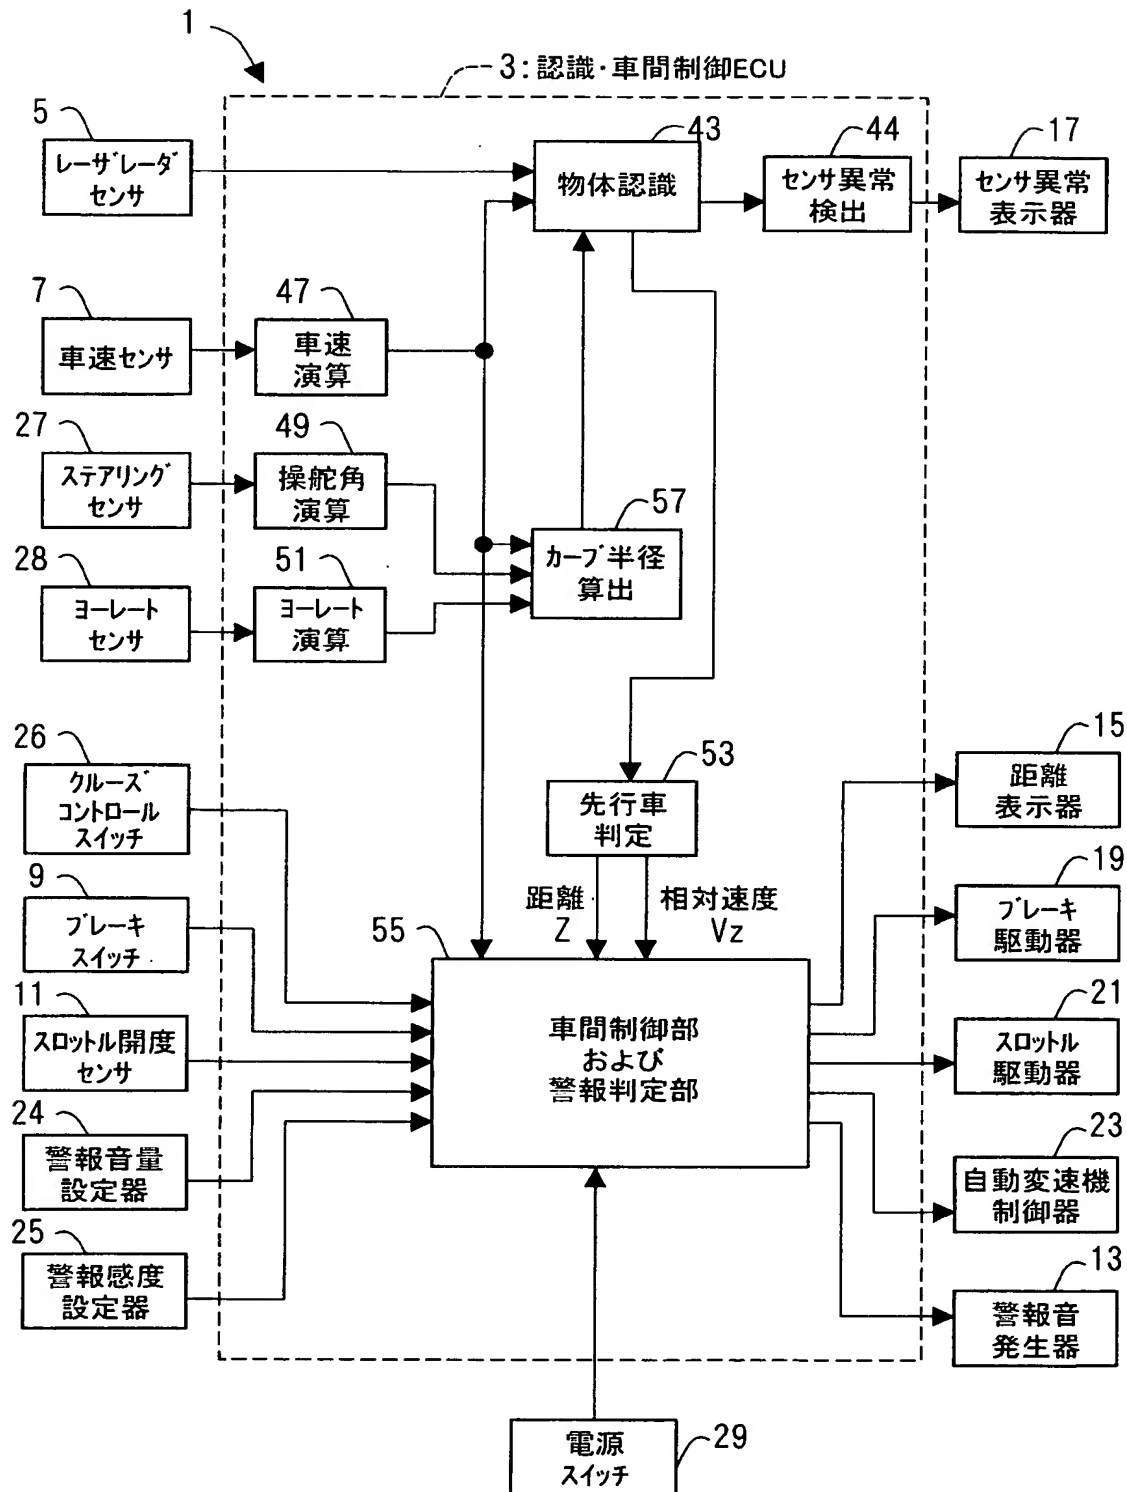 1
3:認識・車間制御ECU
5
レーザレーダ
センサ
43
物体認識
44
センサ異常
検出
17
センサ異常
表示器
7
車速センサ
47
車速
演算
27
ステアリング
センサ
49
操舵角
演算
57
カーブ半径
算出
28
ヨーレート
センサ
51
ヨーレート
演算
26
クルーズ
コントロール
スイッチ
53
先行車
判定
15
距離
表示器
9
ブレーキ
スイッチ
距離
Z
相対速度
Vz
19
ブレーキ
駆動器
55
車間制御部
および
警報判定部
11
スロットル開度
センサ
21
スロットル
駆動器
24
警報音量
設定器
23
自動変速機
制御器
25
警報感度
設定器
13
警報音
発生器
電源
スイッチ
29